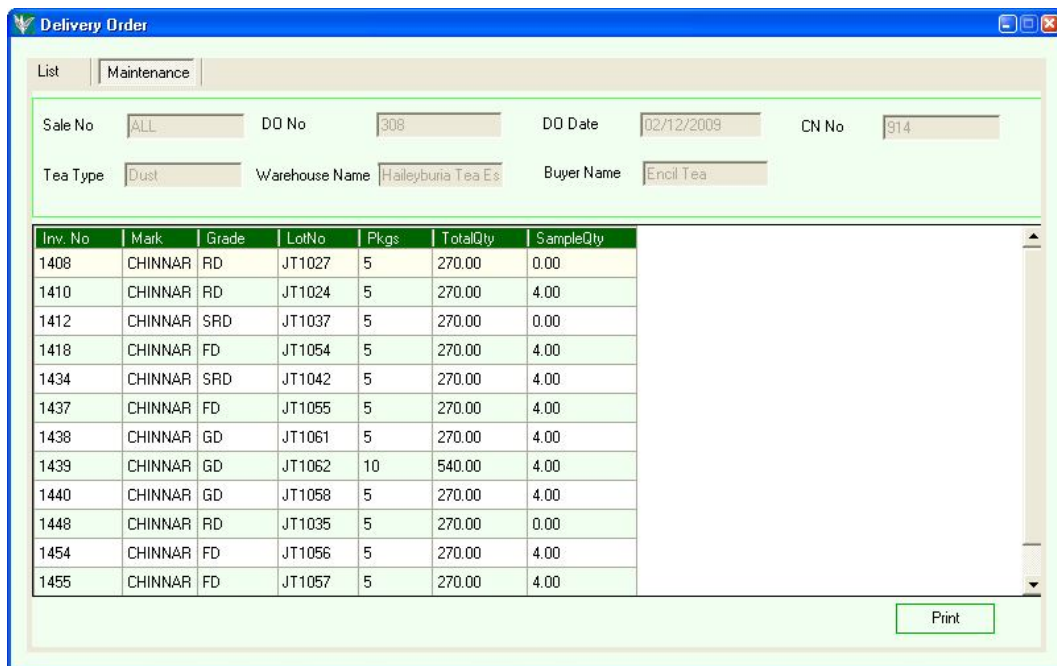 Delivery Order
List Maintenance
Sale No ALL DO No 308 DO Date 02/12/2009 CN No 914
Tea Type Dust Warehouse Name Haileyburia Tea Es Buyer Name Encil Tea
Inv. No Mark Grade LotNo Pkgs TotalQty SampleQty
1408 CHINNAR RD JT1027 5 270.00 0.00
1410 CHINNAR RD JT1024 5 270.00 4.00
1412 CHINNAR SRD JT1037 5 270.00 0.00
1418 CHINNAR FD JT1054 5 270.00 4.00
1434 CHINNAR SRD JT1042 5 270.00 4.00
1437 CHINNAR FD JT1055 5 270.00 4.00
1438 CHINNAR GD JT1061 5 270.00 4.00
1439 CHINNAR GD JT1062 10 540.00 4.00
1440 CHINNAR GD JT1058 5 270.00 4.00
1448 CHINNAR RD JT1035 5 270.00 0.00
1454 CHINNAR FD JT1056 5 270.00 4.00
1455 CHINNAR FD JT1057 5 270.00 4.00
Print